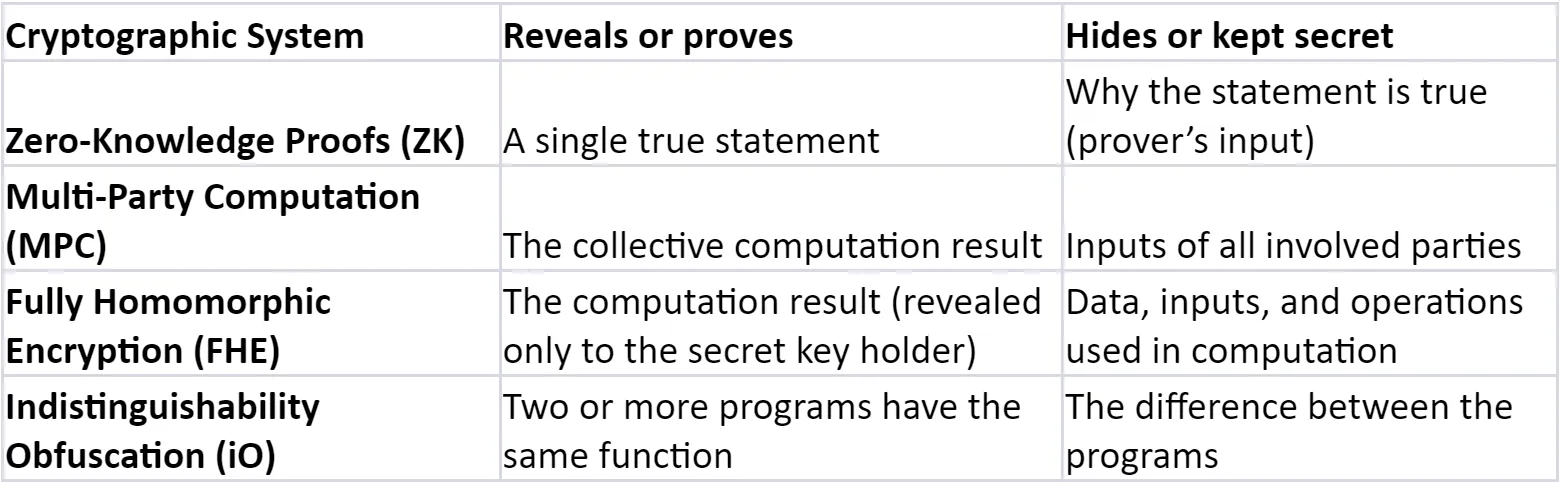 Cryptographic System
Reveals or proves
Hides or kept secret
Zero-Knowledge Proofs (ZK)
A single true statement
Why the statement is true
(prover’s input)
Multi-Party Computation
(MPC)
The collective computation result
Inputs of all involved parties
Fully Homomorphic
Encryption (FHE)
The computation result (revealed
only to the secret key holder)
Data, inputs, and operations
used in computation
Indistinguishability
Obfuscation (iO)
Two or more programs have the
same function
The difference between the
programs